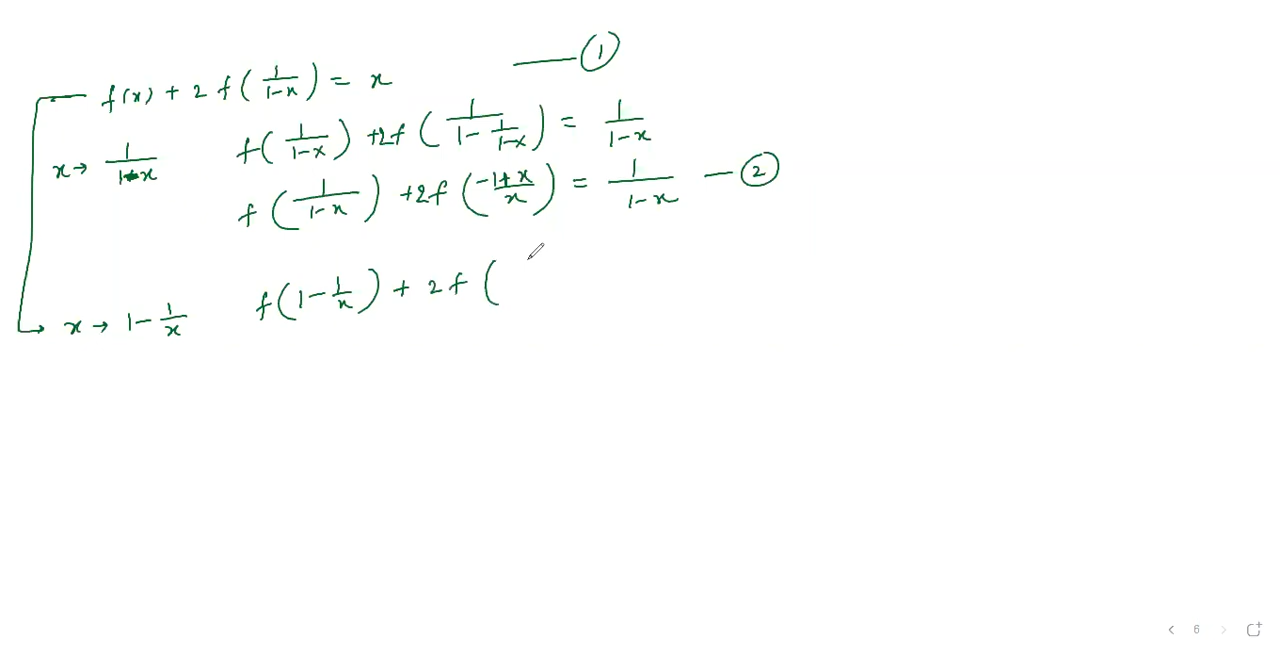 f(x) + 2 f(1/(1-x)) = x —— ①
x → 1/(1-x) f(1/(1-x)) + 2f(1/(1 - 1/(1-x))) = 1/(1-x)
f(1/(1-x)) + 2f((-1+x)/x) = 1/(1-x) — ②
x → 1 - 1/x f(1 - 1/x) + 2f(
6